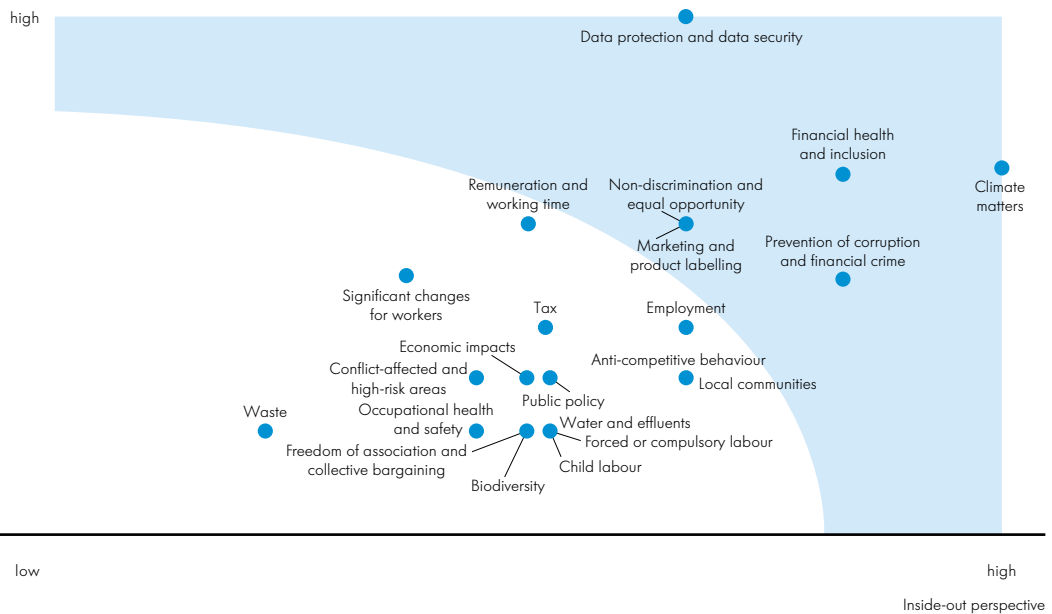 high
Data protection and data security
Financial health
and inclusion
Climate
matters
Remuneration and
working time
Non-discrimination and
equal opportunity
Marketing and
product labelling
Prevention of corruption
and financial crime
Significant changes
for workers
Tax
Employment
Economic impacts
Anti-competitive behaviour
Conflict-affected and
high-risk areas
Local communities
Public policy
Waste
Occupational health
and safety
Water and effluents
Forced or compulsory labour
Freedom of association and
collective bargaining
Child labour
Biodiversity
low
high
Inside-out perspective